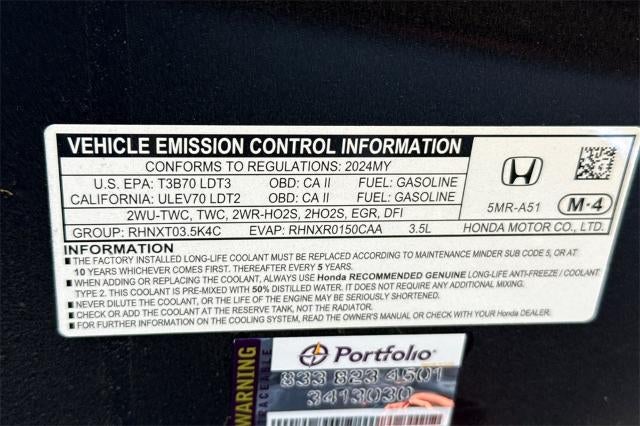 VEHICLE EMISSION CONTROL INFORMATION
CONFORMS TO REGULATIONS: 2024MY
U.S. EPA: T3B70 LDT3 OBD: CA II FUEL: GASOLINE
CALIFORNIA: ULEV70 LDT2 OBD: CA II FUEL: GASOLINE
2WU-TWC, TWC, 2WR-HO2S, 2HO2S, EGR, DFI
GROUP: RHNXT03.5K4C EVAP: RHNXR0150CAA 3.5L
5MR-A51 M-4
HONDA MOTOR CO., LTD.
INFORMATION
■ THE FACTORY INSTALLED LONG-LIFE COOLANT MUST BE REPLACED ACCORDING TO MAINTENANCE MINDER SUB CODE 5, OR AT
10 YEARS WHICHEVER COMES FIRST. THEREAFTER EVERY 5 YEARS.
■ WHEN ADDING OR REPLACING THE COOLANT, ALWAYS USE Honda RECOMMENDED GENUINE LONG-LIFE ANTI-FREEZE / COOLANT
TYPE 2. THIS COOLANT IS PRE-MIXED WITH 50% DISTILLED WATER. IT DOES NOT REQUIRE ANY ADDITIONAL MIXING.
■ NEVER DILUTE THE COOLANT, OR THE LIFE OF THE ENGINE MAY BE SERIOUSLY SHORTENED.
■ CHECK OR ADD THE COOLANT AT THE RESERVE TANK, NOT THE RADIATOR.
■ FOR FURTHER INFORMATION ON THE COOLING SYSTEM, READ THE OWNER'S MANUAL OR CHECK WITH YOUR Honda DEALER.
WARNING
TRACEABLE
Portfolio®
833 823 4501
3413030